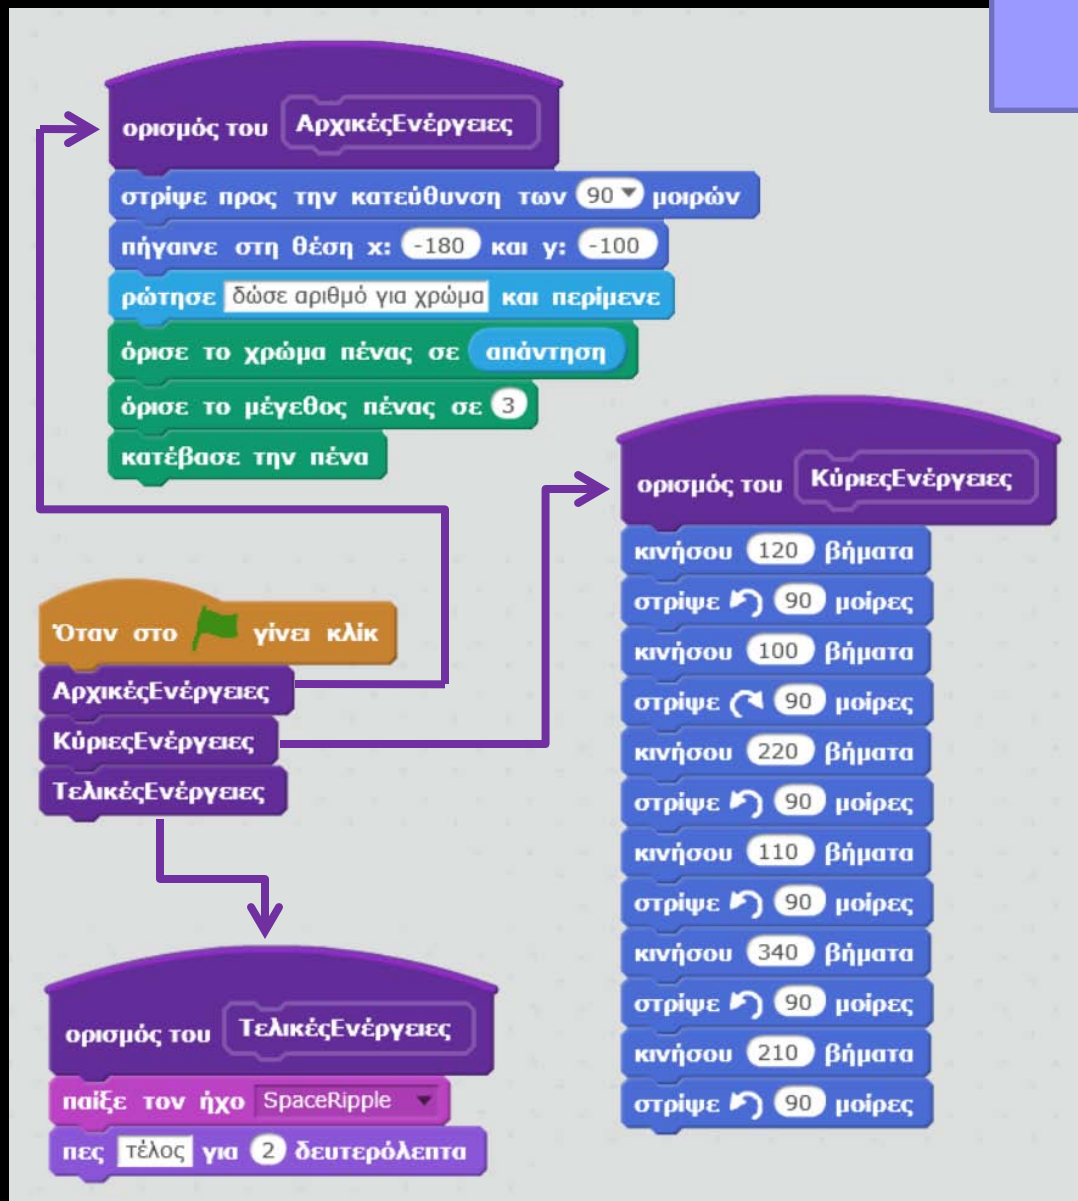 ορισμός του ΑρχικέςΕνέργειες
στρίψε προς την κατεύθυνση των 90 μοιρών
πήγαινε στη θέση x: -180 και y: -100
ρώτησε δώσε αριθμό για χρώμα και περίμενε
όρισε το χρώμα πένας σε απάντηση
όρισε το μέγεθος πένας σε 3
κατέβασε την πένα
Όταν στο γίνει κλίκ
ΑρχικέςΕνέργειες
ΚύριεςΕνέργειες
ΤελικέςΕνέργειες
ορισμός του ΚύριεςΕνέργειες
κινήσου 120 βήματα
στρίψε 90 μοίρες
κινήσου 100 βήματα
στρίψε 90 μοίρες
κινήσου 220 βήματα
στρίψε 90 μοίρες
κινήσου 110 βήματα
στρίψε 90 μοίρες
κινήσου 340 βήματα
στρίψε 90 μοίρες
κινήσου 210 βήματα
στρίψε 90 μοίρες
ορισμός του ΤελικέςΕνέργειες
παίξε τον ήχο SpaceRipple
πες τέλος για 2 δευτερόλεπτα